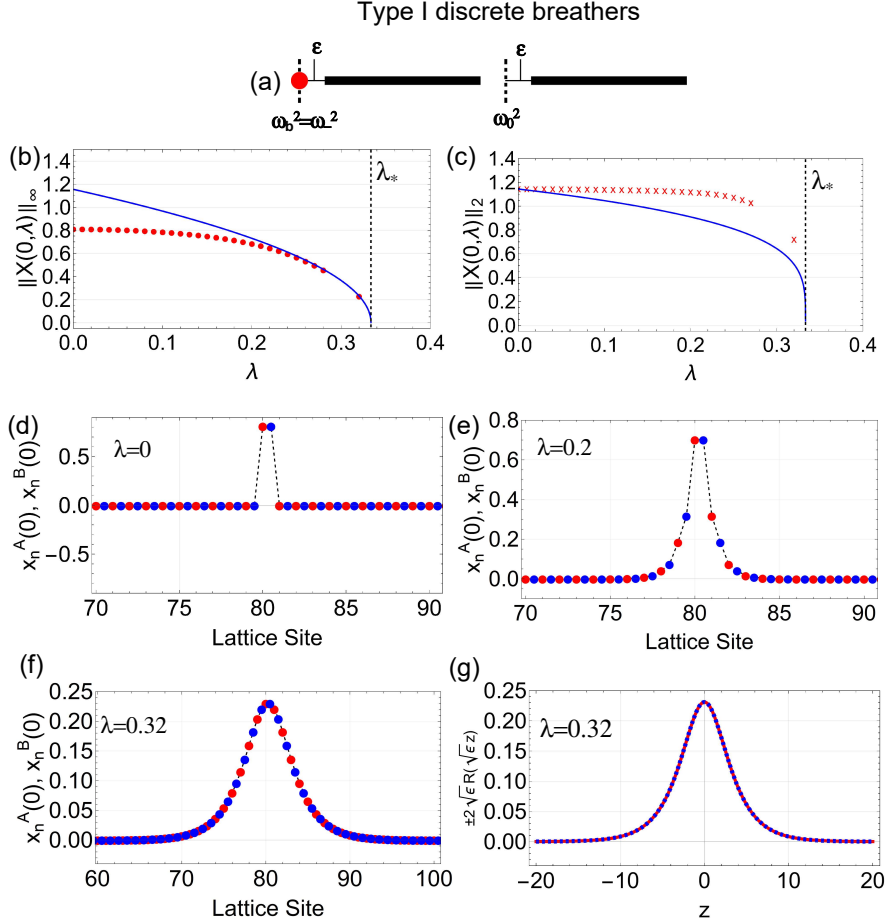 Type I discrete breathers
(a)
ε
ε
ω_b²=ω_-²
ω_0²
(b)
||X(0,λ)||_∞
1.4
1.2
1.0
0.8
0.6
0.4
0.2
0.0
λ_*
0.0 0.1 0.2 0.3 0.4
λ
(c)
||X(0,λ)||_2
1.4
1.2
1.0
0.8
0.6
0.4
0.2
0.0
λ_*
0.0 0.1 0.2 0.3 0.4
λ
(d)
x_n^A(0), x_n^B(0)
λ=0
0.5
0.0
−0.5
70 75 80 85 90
Lattice Site
(e)
x_n^A(0), x_n^B(0)
λ=0.2
0.8
0.6
0.4
0.2
0.0
70 75 80 85 90
Lattice Site
(f)
x_n^A(0), x_n^B(0)
λ=0.32
0.25
0.20
0.15
0.10
0.05
0.00
60 70 80 90 100
Lattice Site
(g)
±2√ε R(√ε z)
λ=0.32
0.25
0.20
0.15
0.10
0.05
0.00
−20 −10 0 10 20
z